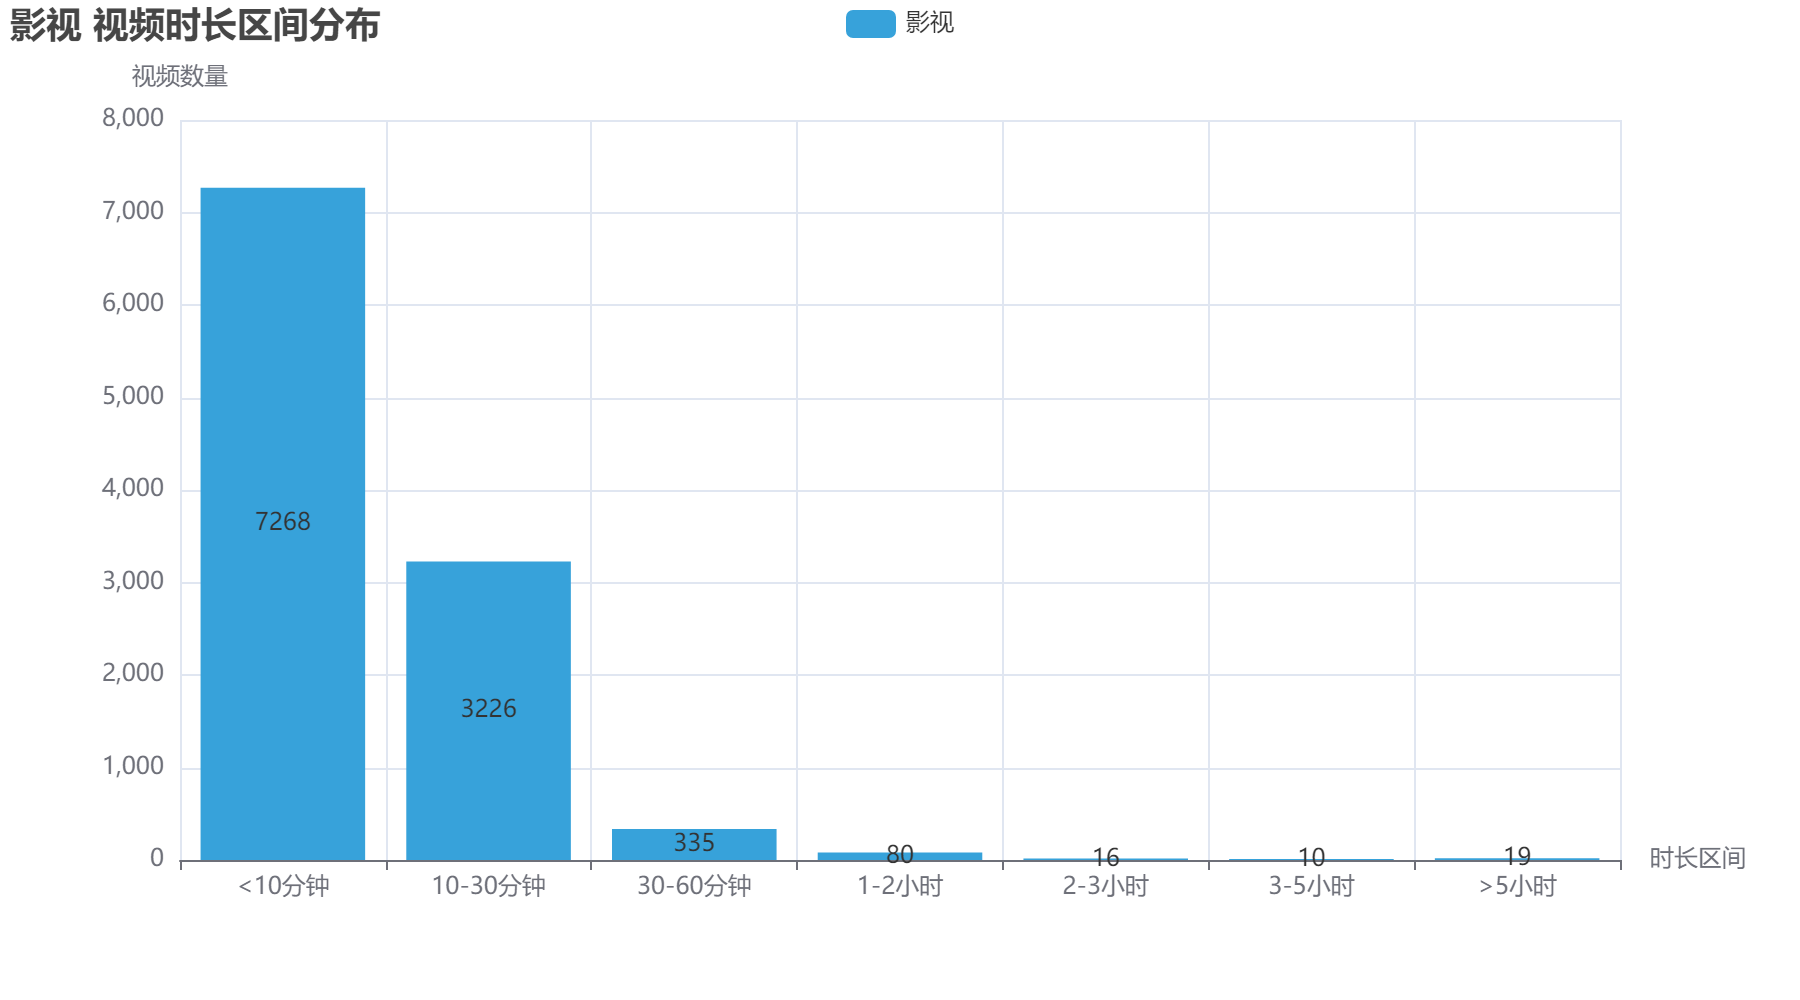 影视 视频时长区间分布
影视
视频数量
8,000
7,000
6,000
5,000
4,000
3,000
2,000
1,000
0
7268
3226
335
80
16
10
19
<10分钟
10-30分钟
30-60分钟
1-2小时
2-3小时
3-5小时
>5小时
时长区间